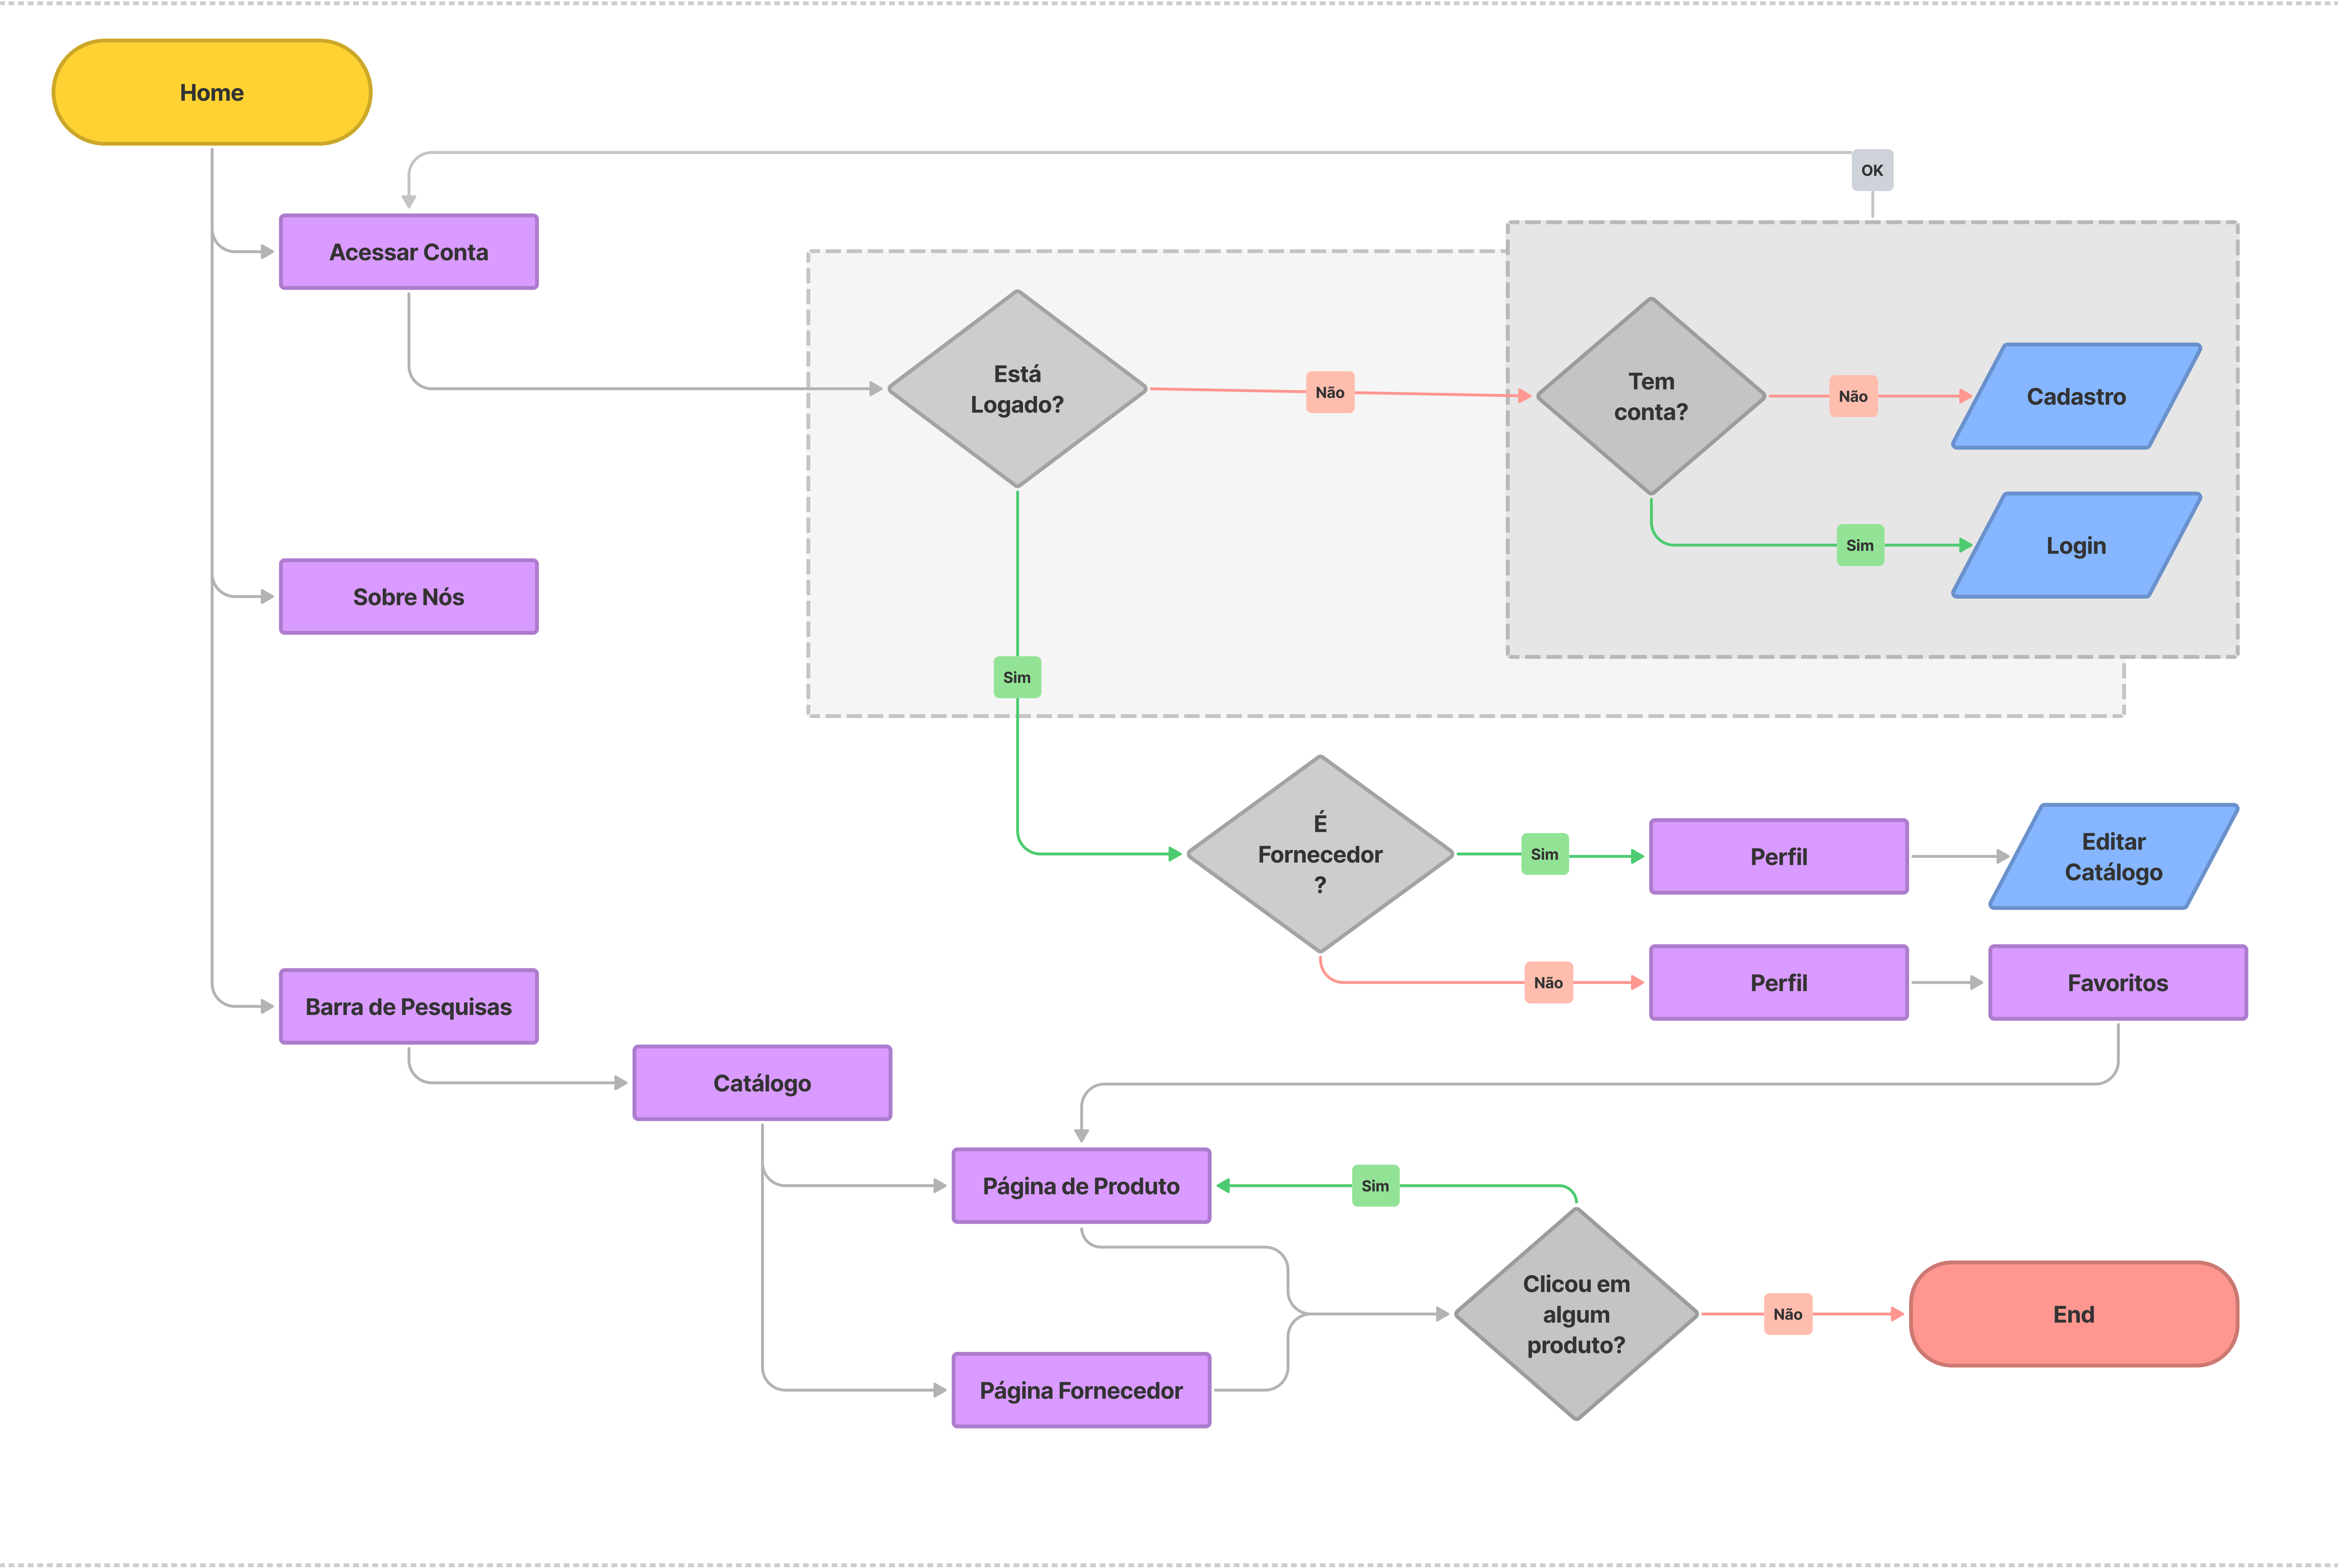 Home
OK
Acessar Conta
Está
Logado?
Não
Tem
conta?
Não
Cadastro
Sim
Login
Sobre Nós
Sim
É
Fornecedor
?
Sim
Perfil
Editar
Catálogo
Não
Perfil
Favoritos
Barra de Pesquisas
Catálogo
Página de Produto
Sim
Clicou em
algum
produto?
Não
End
Página Fornecedor